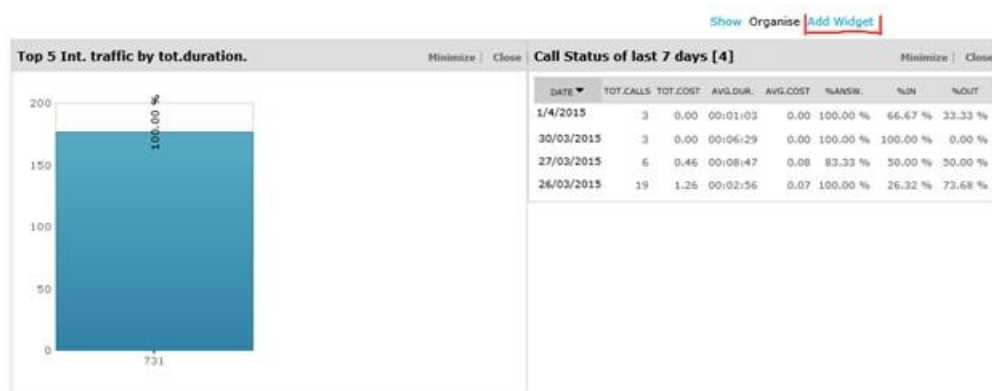 Show Organise Add Widget
Top 5 Int. traffic by tot.duration. Minimize | Close
200
100.00 %
150
100
50
0
731
Call Status of last 7 days [4] Minimize | Close
DATE TOT.CALLS TOT.COST AVG.DUR. AVG.COST %ANSW. %IN %OUT
1/4/2015 3 0.00 00:01:03 0.00 100.00 % 66.67 % 33.33 %
30/03/2015 3 0.00 00:06:29 0.00 100.00 % 100.00 % 0.00 %
27/03/2015 6 0.46 00:08:47 0.08 83.33 % 50.00 % 50.00 %
26/03/2015 19 1.26 00:02:56 0.07 100.00 % 26.32 % 73.68 %